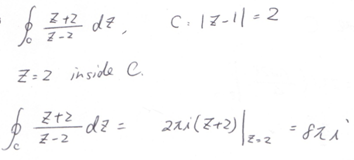 ∮_C (z+2)/(z-2) dz, C: |z-1| = 2
z=2 inside C.
∮_C (z+2)/(z-2) dz = 2πi(z+2)|_{z=2} = 8πi